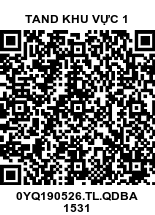 TAND KHU VỰC 1
0YQ190526.TL.QDBA
1531